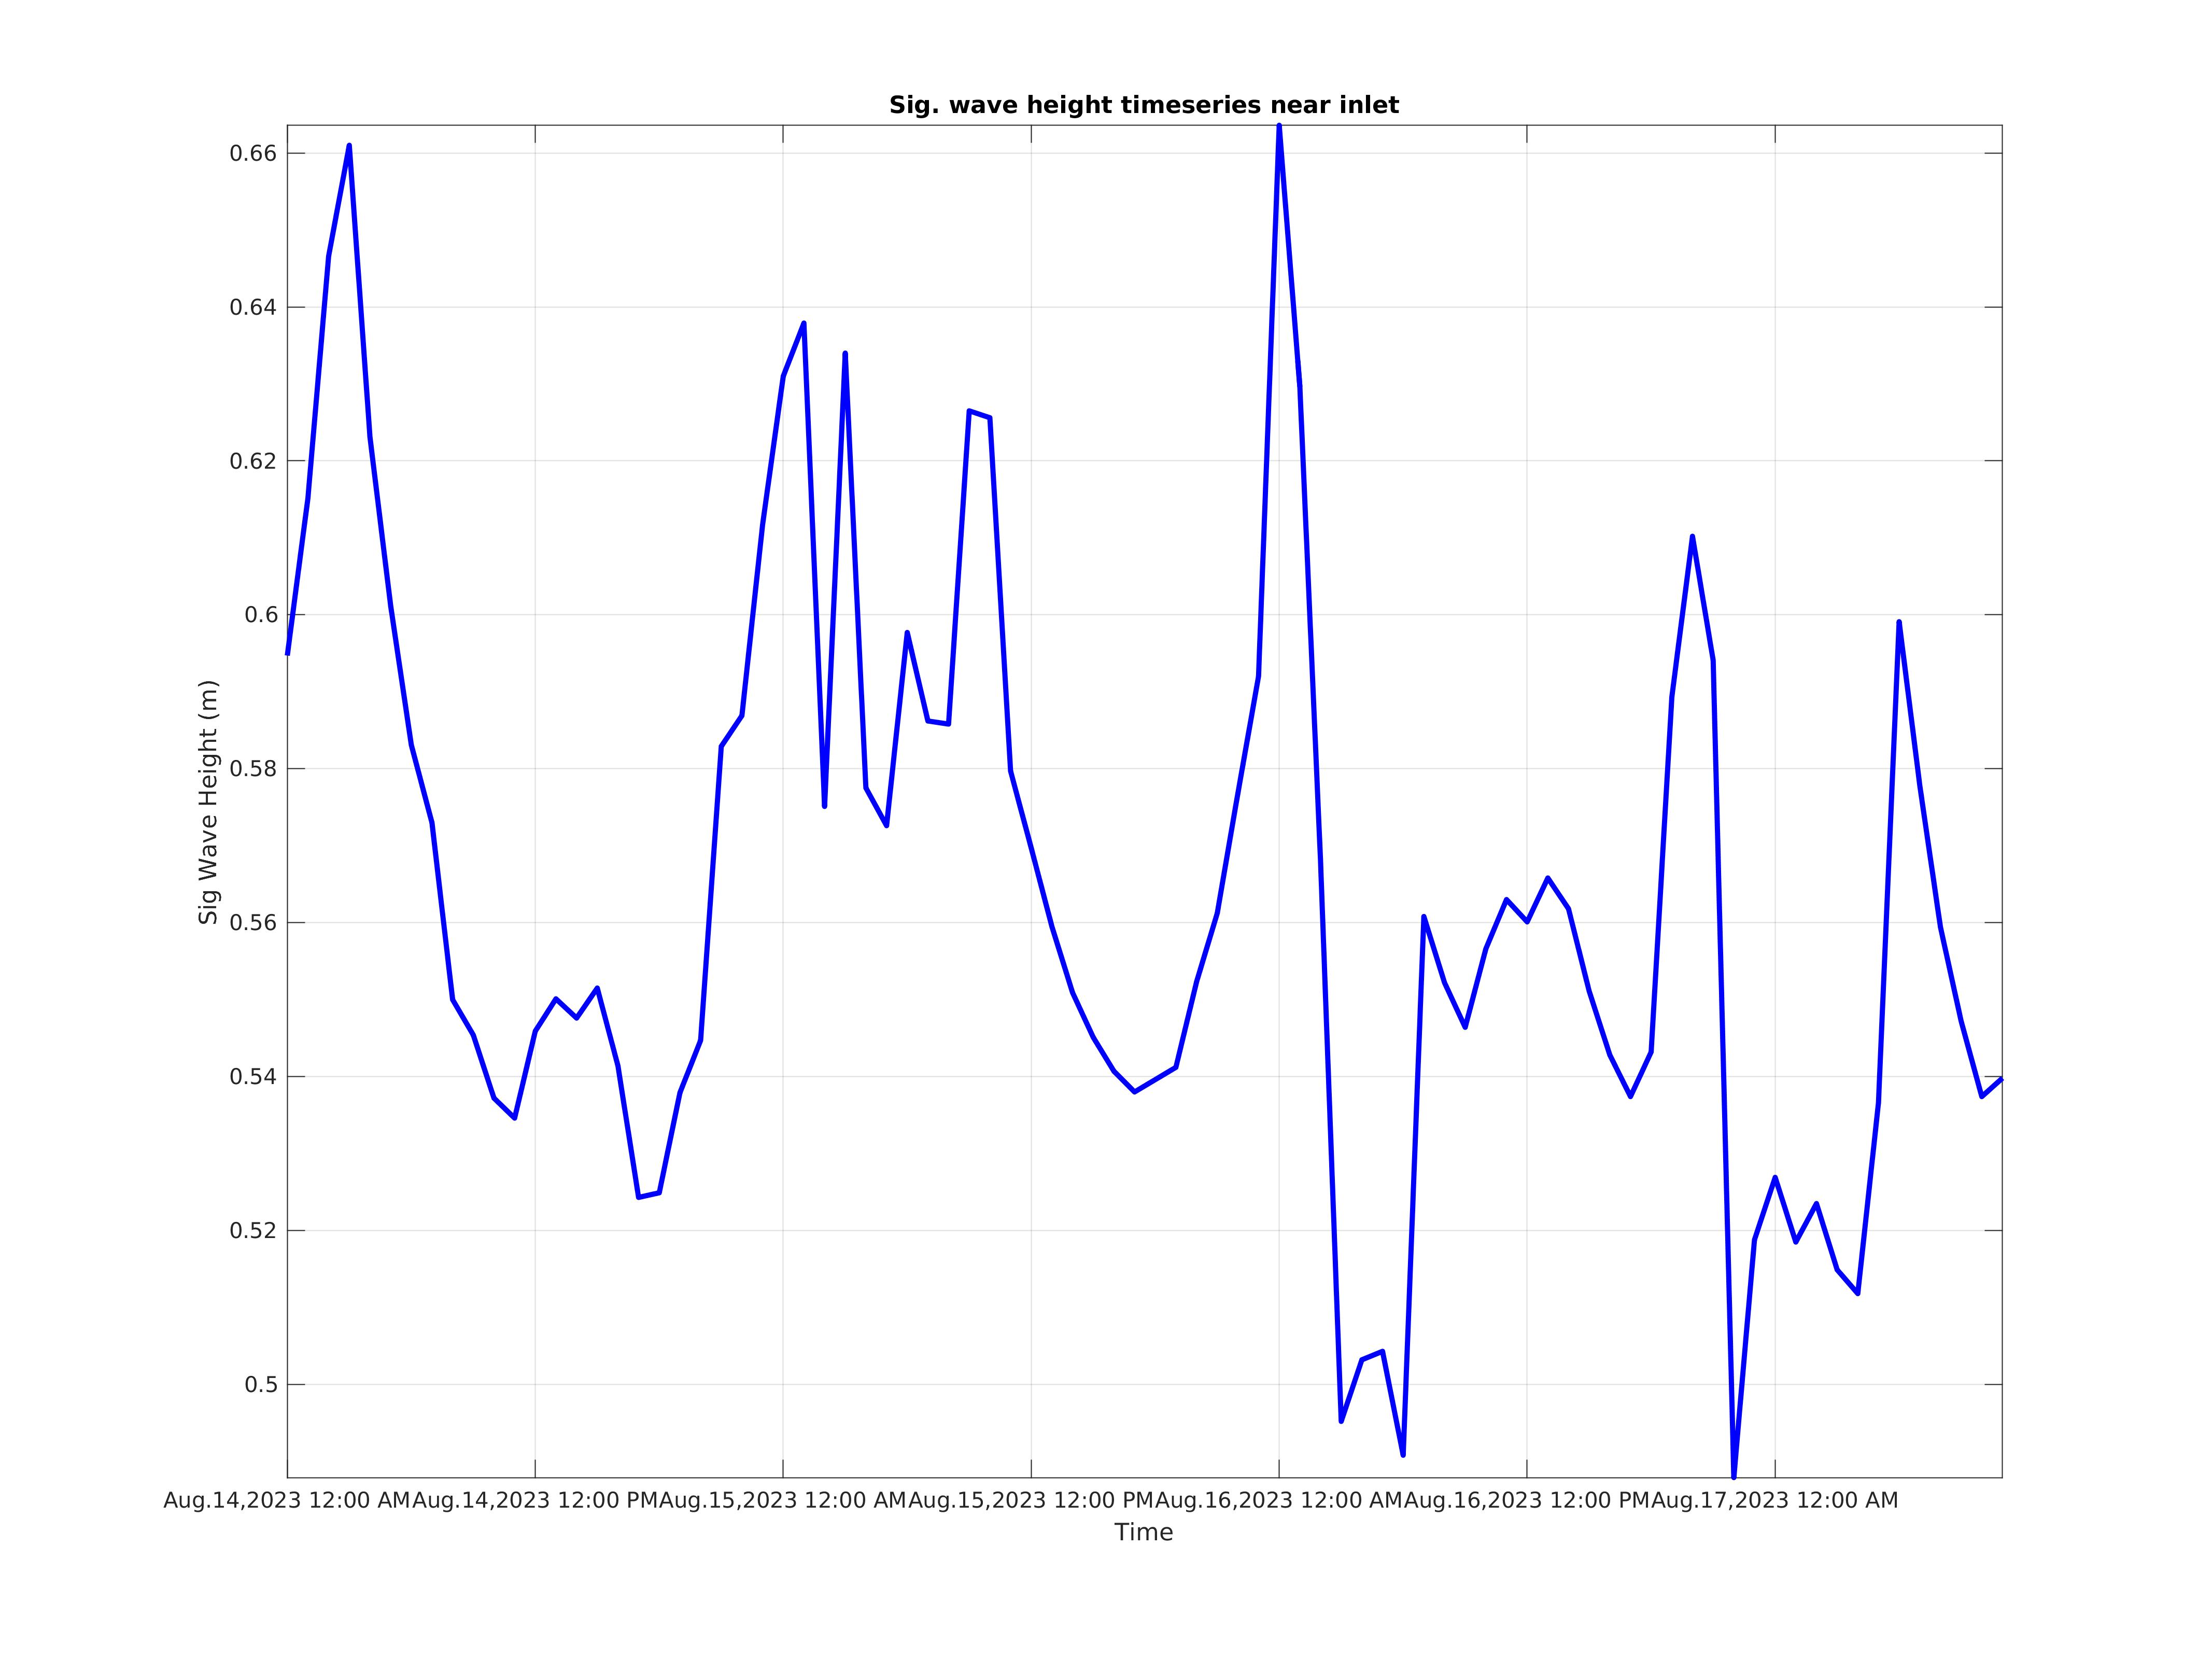 Sig. wave height timeseries near inlet
0.66
0.64
0.62
0.6
0.58
0.56
0.54
0.52
0.5
Sig Wave Height (m)
Aug.14,2023 12:00 AM Aug.14,2023 12:00 PM Aug.15,2023 12:00 AM Aug.15,2023 12:00 PM Aug.16,2023 12:00 AM Aug.16,2023 12:00 PM Aug.17,2023 12:00 AM
Time